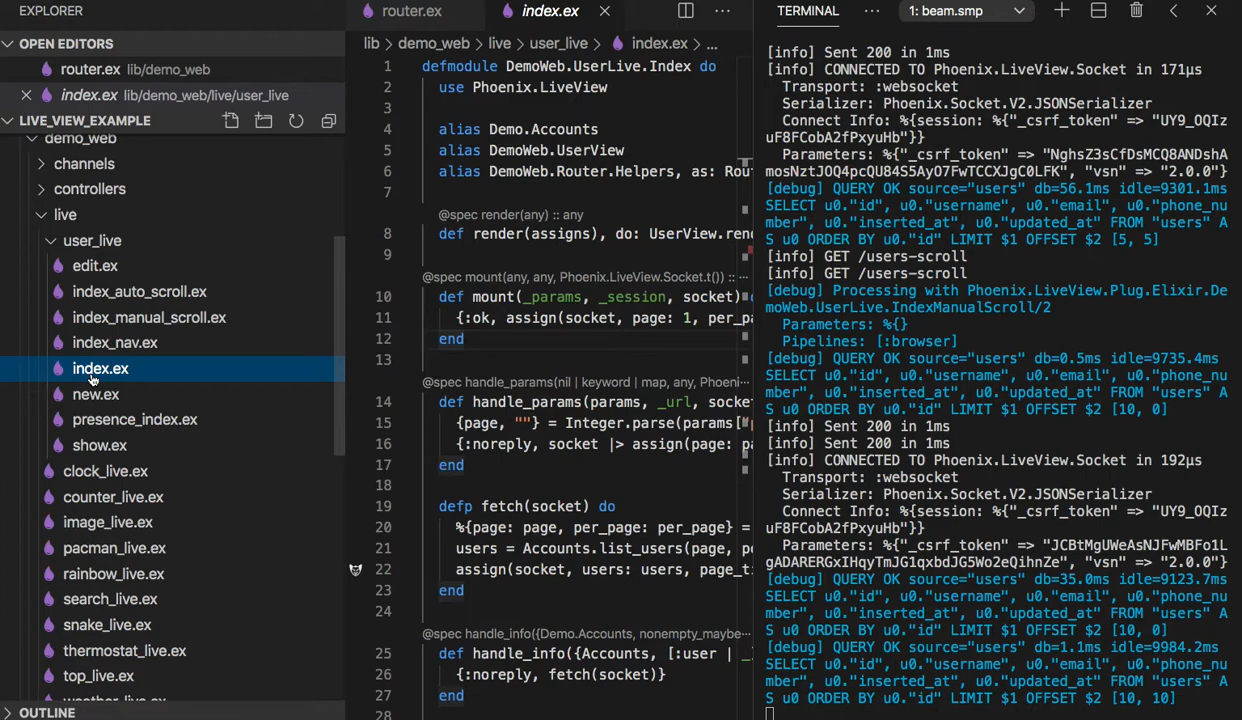 EXPLORER
OPEN EDITORS
router.ex lib/demo_web
index.ex lib/demo_web/live/user_live
LIVE_VIEW_EXAMPLE
demo_web
channels
controllers
live
user_live
edit.ex
index_auto_scroll.ex
index_manual_scroll.ex
index_nav.ex
index.ex
new.ex
presence_index.ex
show.ex
clock_live.ex
counter_live.ex
image_live.ex
pacman_live.ex
rainbow_live.ex
search_live.ex
snake_live.ex
thermostat_live.ex
top_live.ex
weather_live.ex
OUTLINE
router.ex
index.ex
lib > demo_web > live > user_live > index.ex > ...
1 defmodule DemoWeb.UserLive.Index do
2 use Phoenix.LiveView
3
4 alias Demo.Accounts
5 alias DemoWeb.UserView
6 alias DemoWeb.Router.Helpers, as: Rou
7
@spec render(any) :: any
8 def render(assigns), do: UserView.ren
9
@spec mount(any, any, Phoenix.LiveView.Socket.t()) :: ...
10 def mount(_params, _session, socket)
11 {:ok, assign(socket, page: 1, per_pa
12 end
13
@spec handle_params(nil | keyword | map, any, Phoeni...
14 def handle_params(params, _url, socke
15 {page, ""} = Integer.parse(params["
16 {:noreply, socket |> assign(page: pa
17 end
18
19 defp fetch(socket) do
20 %{page: page, per_page: per_page} =
21 users = Accounts.list_users(page, pe
22 assign(socket, users: users, page_ti
23 end
24
@spec handle_info({Demo.Accounts, nonempty_maybe...
25 def handle_info({Accounts, [:user | _
26 {:noreply, fetch(socket)}
27 end
28
TERMINAL
...
1: beam.smp
[info] Sent 200 in 1ms
[info] CONNECTED TO Phoenix.LiveView.Socket in 171µs
Transport: :websocket
Serializer: Phoenix.Socket.V2.JSONSerializer
Connect Info: %{session: %{"_csrf_token" => "UY9_OQIz
uF8FCobA2fPxyuHb"}}
Parameters: %{"_csrf_token" => "NghsZ3sCfDsMCQ8ANDshA
mosNztJOQ4pcQU84S5AyO7FwTCCXJgC0LFK", "vsn" => "2.0.0"}
[debug] QUERY OK source="users" db=56.1ms idle=9301.1ms
SELECT u0."id", u0."username", u0."email", u0."phone_nu
mber", u0."inserted_at", u0."updated_at" FROM "users" A
S u0 ORDER BY u0."id" LIMIT $1 OFFSET $2 [5, 5]
[info] GET /users-scroll
[info] GET /users-scroll
[debug] Processing with Phoenix.LiveView.Plug.Elixir.De
moWeb.UserLive.IndexManualScroll/2
Parameters: %{}
Pipelines: [:browser]
[debug] QUERY OK source="users" db=0.5ms idle=9735.4ms
SELECT u0."id", u0."username", u0."email", u0."phone_nu
mber", u0."inserted_at", u0."updated_at" FROM "users" A
S u0 ORDER BY u0."id" LIMIT $1 OFFSET $2 [10, 0]
[info] Sent 200 in 1ms
[info] Sent 200 in 1ms
[info] CONNECTED TO Phoenix.LiveView.Socket in 192µs
Transport: :websocket
Serializer: Phoenix.Socket.V2.JSONSerializer
Connect Info: %{session: %{"_csrf_token" => "UY9_OQIz
uF8FCobA2fPxyuHb"}}
Parameters: %{"_csrf_token" => "JCBtMgUWeAsNJFwMBFo1L
gADARERGxIHqyTmJG1qxbdJG5Wo2eQihnZe", "vsn" => "2.0.0"}
[debug] QUERY OK source="users" db=35.0ms idle=9123.7ms
SELECT u0."id", u0."username", u0."email", u0."phone_nu
mber", u0."inserted_at", u0."updated_at" FROM "users" A
S u0 ORDER BY u0."id" LIMIT $1 OFFSET $2 [10, 0]
[debug] QUERY OK source="users" db=1.1ms idle=9984.2ms
SELECT u0."id", u0."username", u0."email", u0."phone_nu
mber", u0."inserted_at", u0."updated_at" FROM "users" A
S u0 ORDER BY u0."id" LIMIT $1 OFFSET $2 [10, 10]